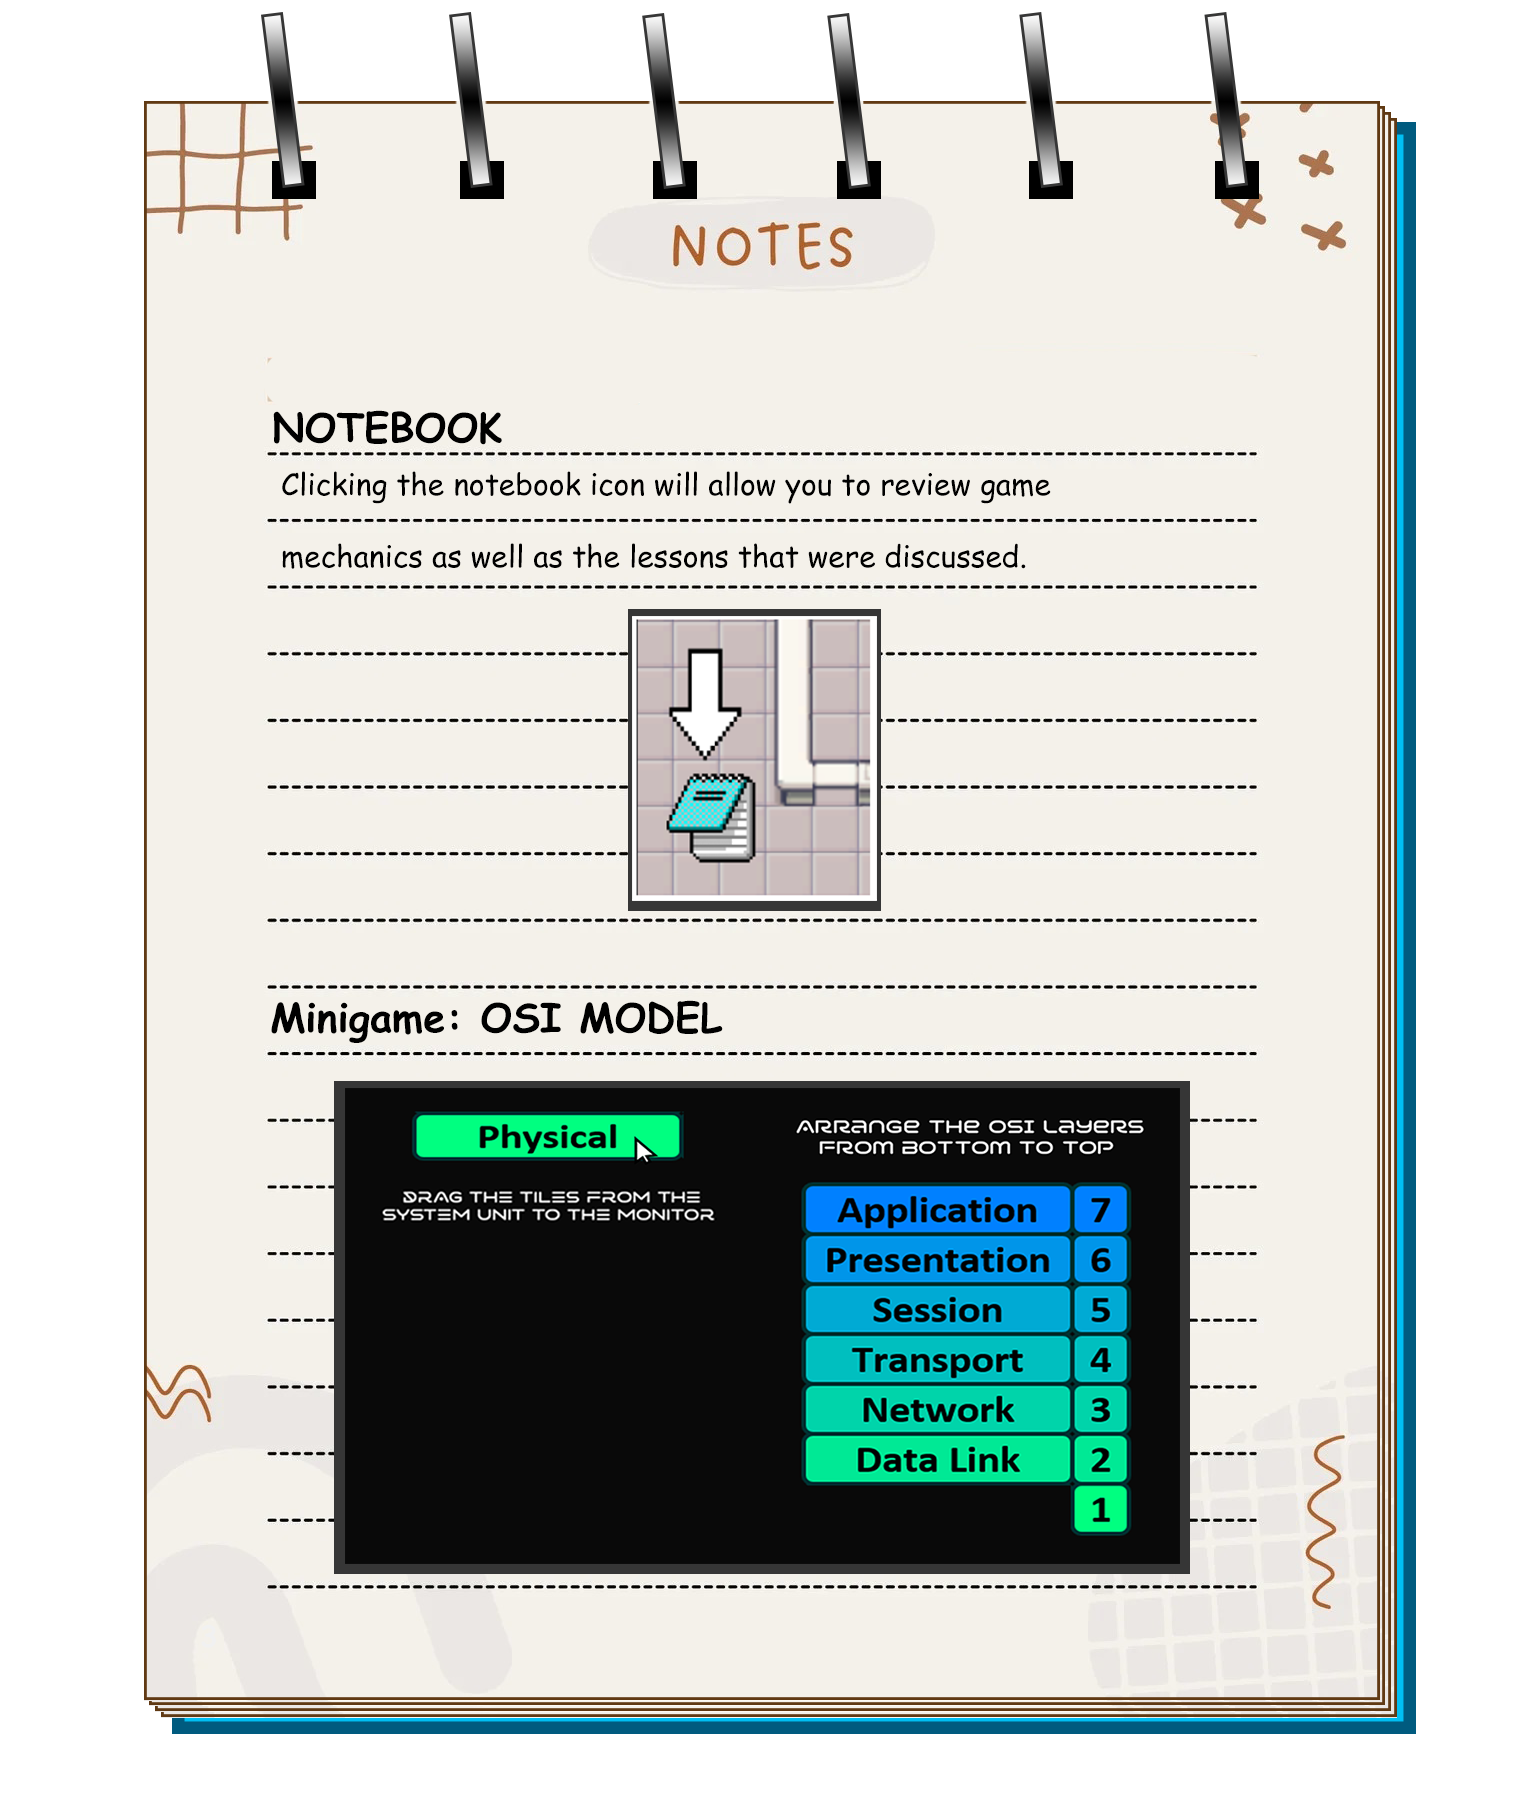 NOTES
NOTEBOOK
Clicking the notebook icon will allow you to review game
mechanics as well as the lessons that were discussed.
Minigame: OSI MODEL
Physical
DRAG THE TILES FROM THE
SYSTEM UNIT TO THE MONITOR
ARRANGE THE OSI LAYERS
FROM BOTTOM TO TOP
Application 7
Presentation 6
Session 5
Transport 4
Network 3
Data Link 2
1